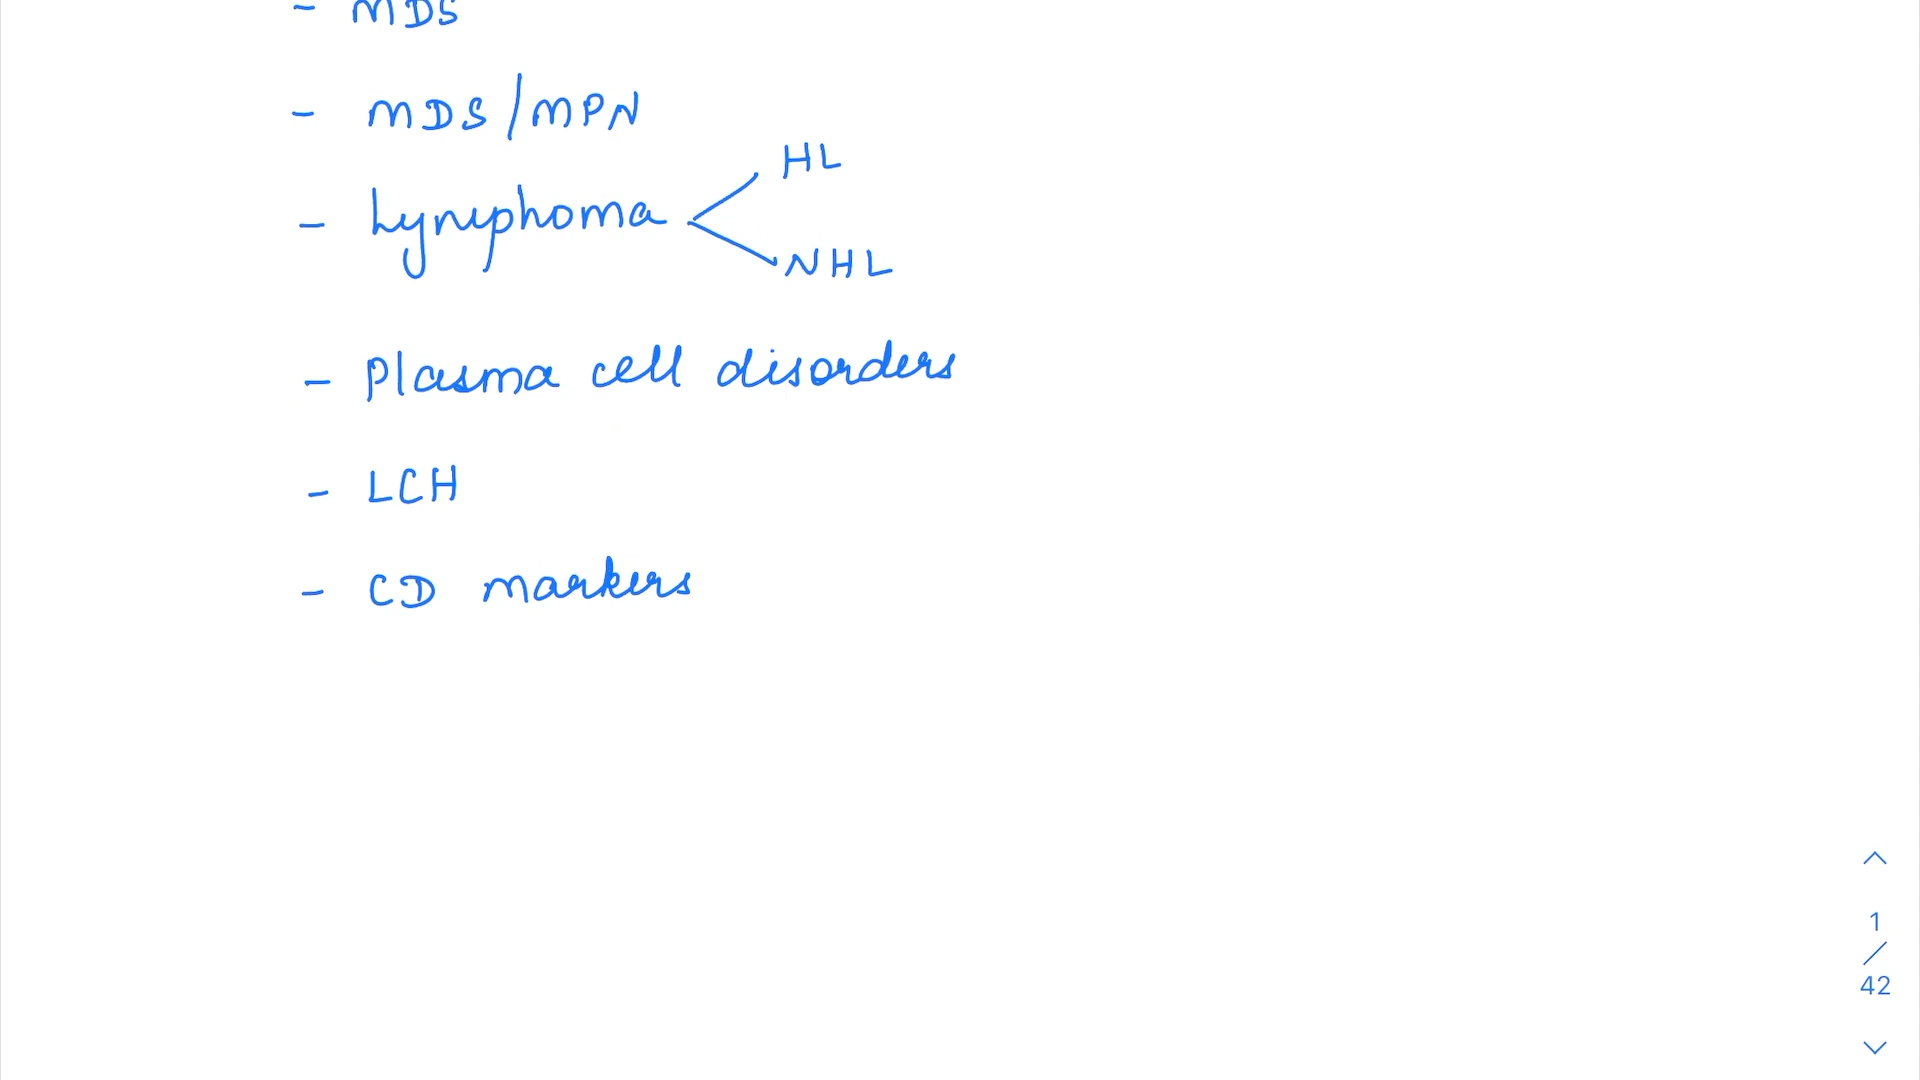 - MDS
- MDS/MPN
- Lymphoma
HL
NHL
- Plasma cell disorders
- LCH
- CD markers
1
/
42